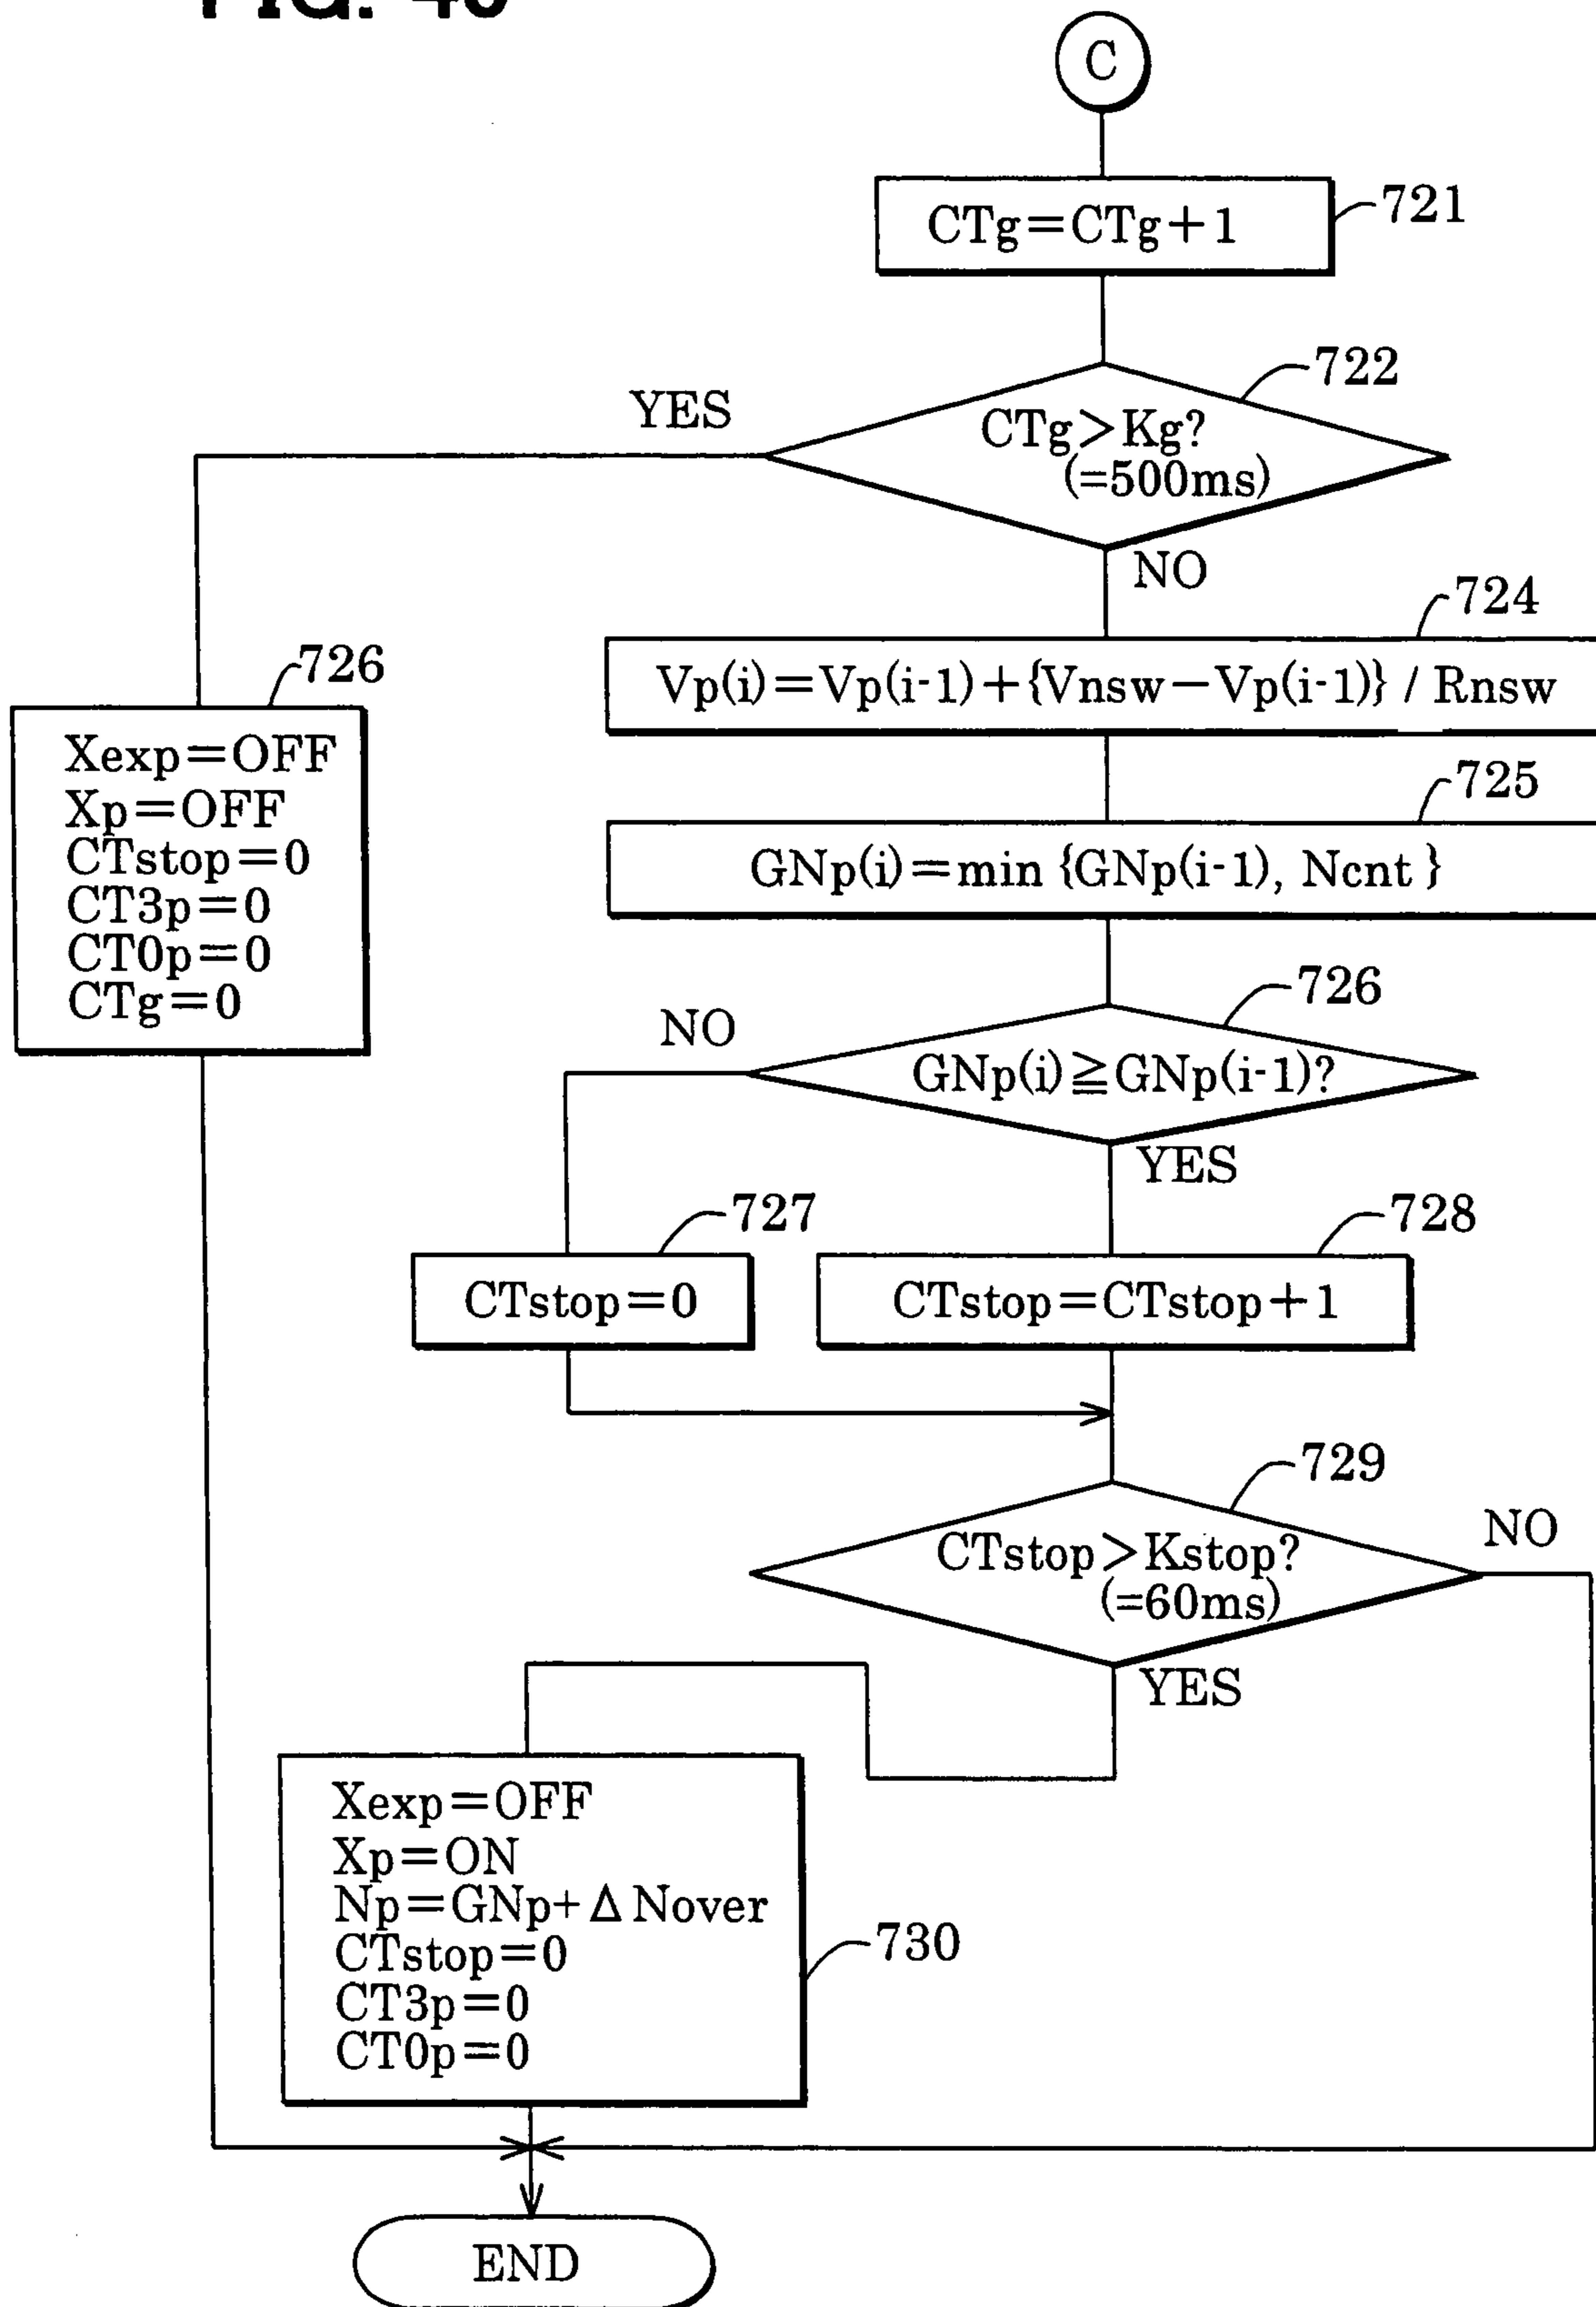 C
CTg=CTg+1
721
722
YES
CTg>Kg?
(=500ms)
NO
724
Vp(i)=Vp(i-1)+{Vnsw-Vp(i-1)} / Rnsw
726
Xexp=OFF
Xp=OFF
CTstop=0
CT3p=0
CT0p=0
CTg=0
725
GNp(i)=min {GNp(i-1), Ncnt }
726
NO
GNp(i)≧GNp(i-1)?
YES
727
CTstop=0
728
CTstop=CTstop+1
729
NO
CTstop>Kstop?
(=60ms)
YES
Xexp=OFF
Xp=ON
Np=GNp+ΔNover
CTstop=0
CT3p=0
CT0p=0
730
END